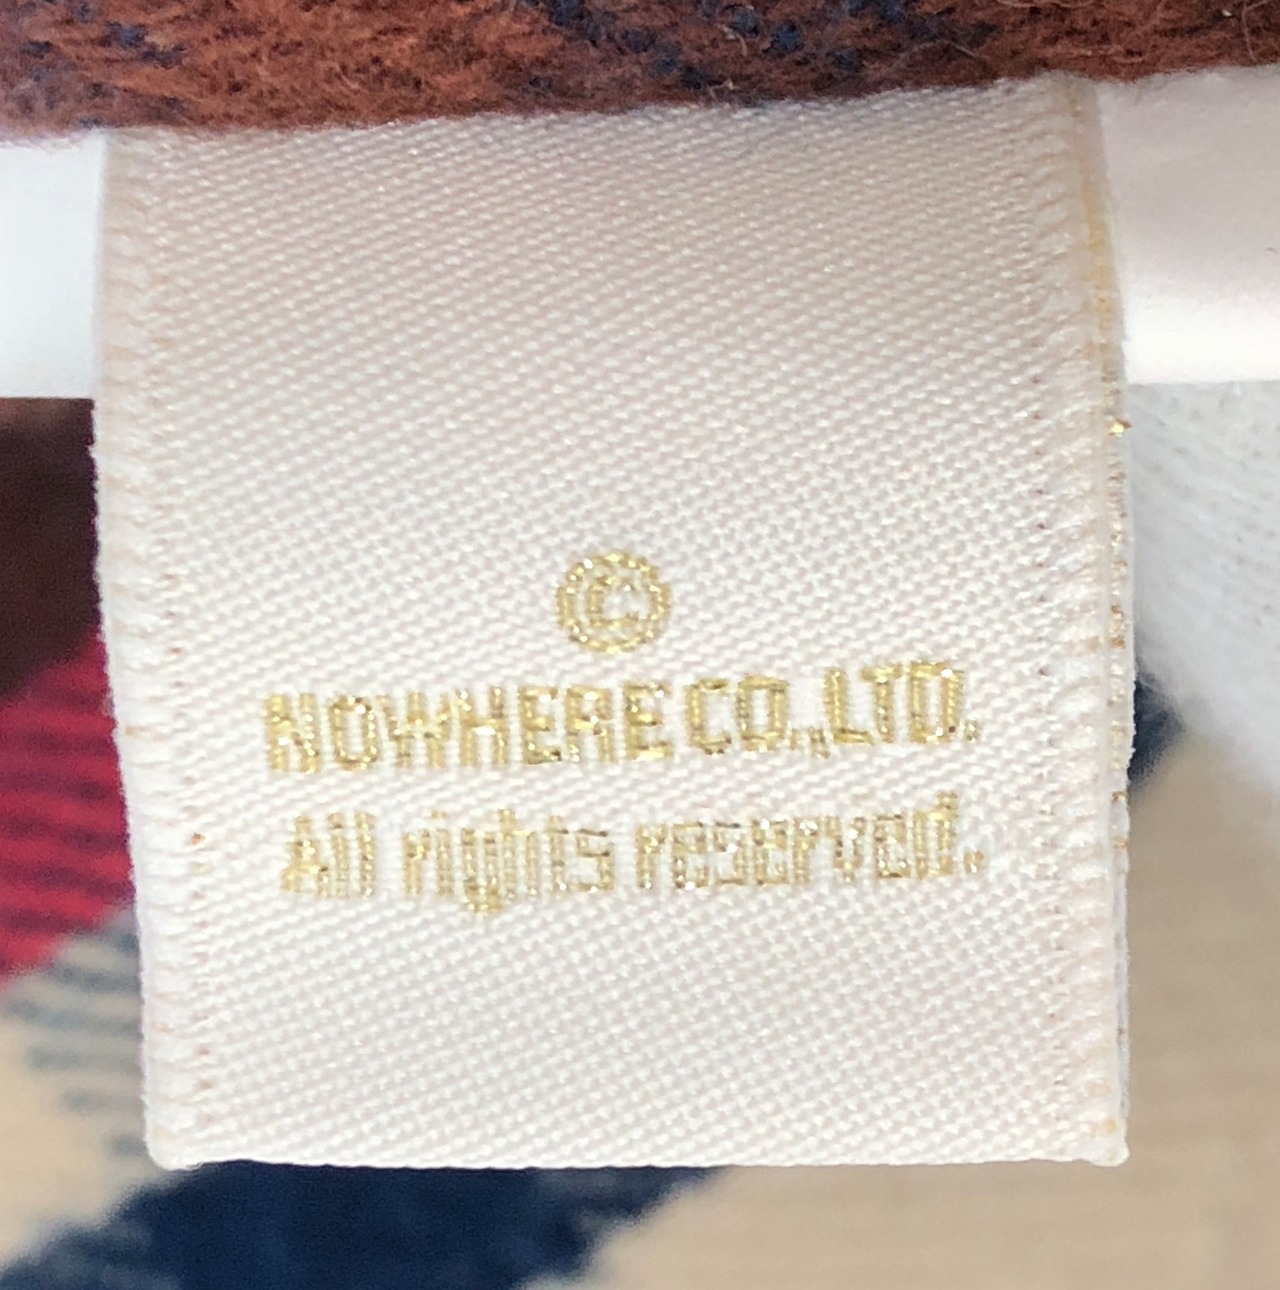 ©
NOWHERE CO.,LTD.
All rights reserved.